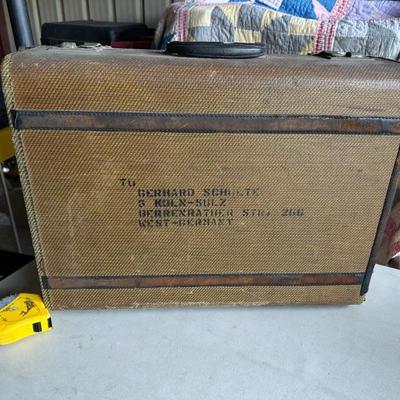 To
GERHARD SCHULTE
5 KOLN-SULZ
BERRENRATHER STR. 266
WEST-GERMANY